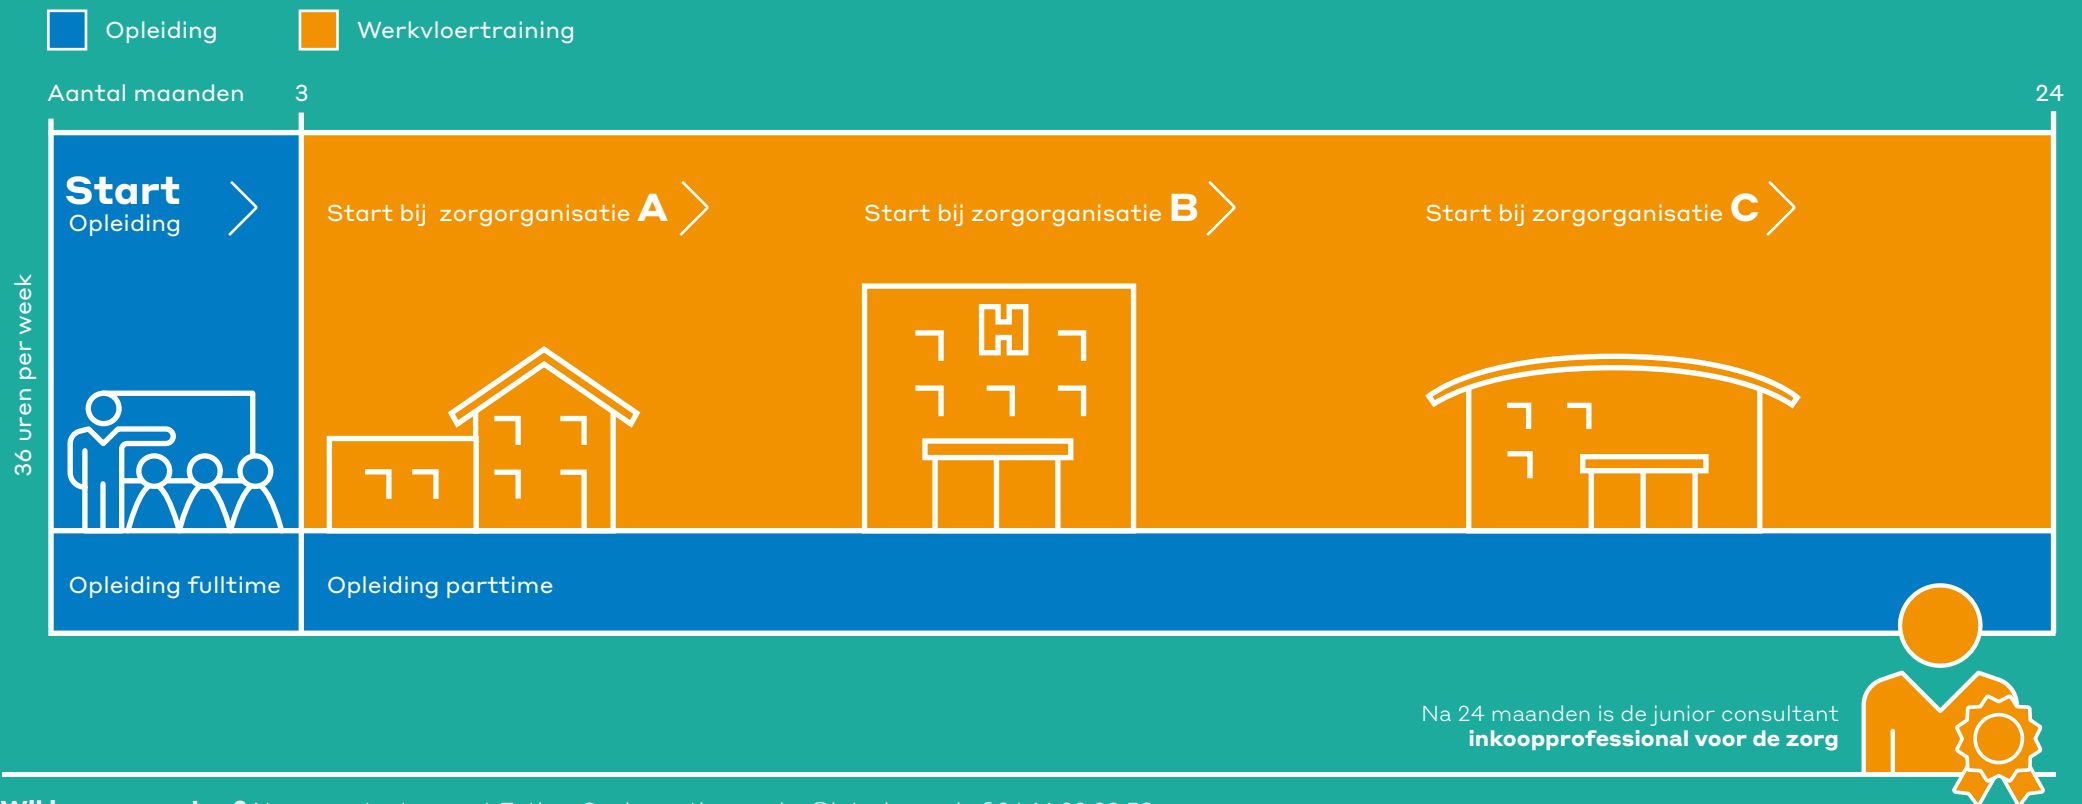 Opleiding
Werkvloertraining
Aantal maanden
3
24
36 uren per week
Start
Opleiding
Start bij zorgorganisatie A
Start bij zorgorganisatie B
Start bij zorgorganisatie C
H
Opleiding fulltime
Opleiding parttime
Na 24 maanden is de junior consultant
inkoopprofessional voor de zorg